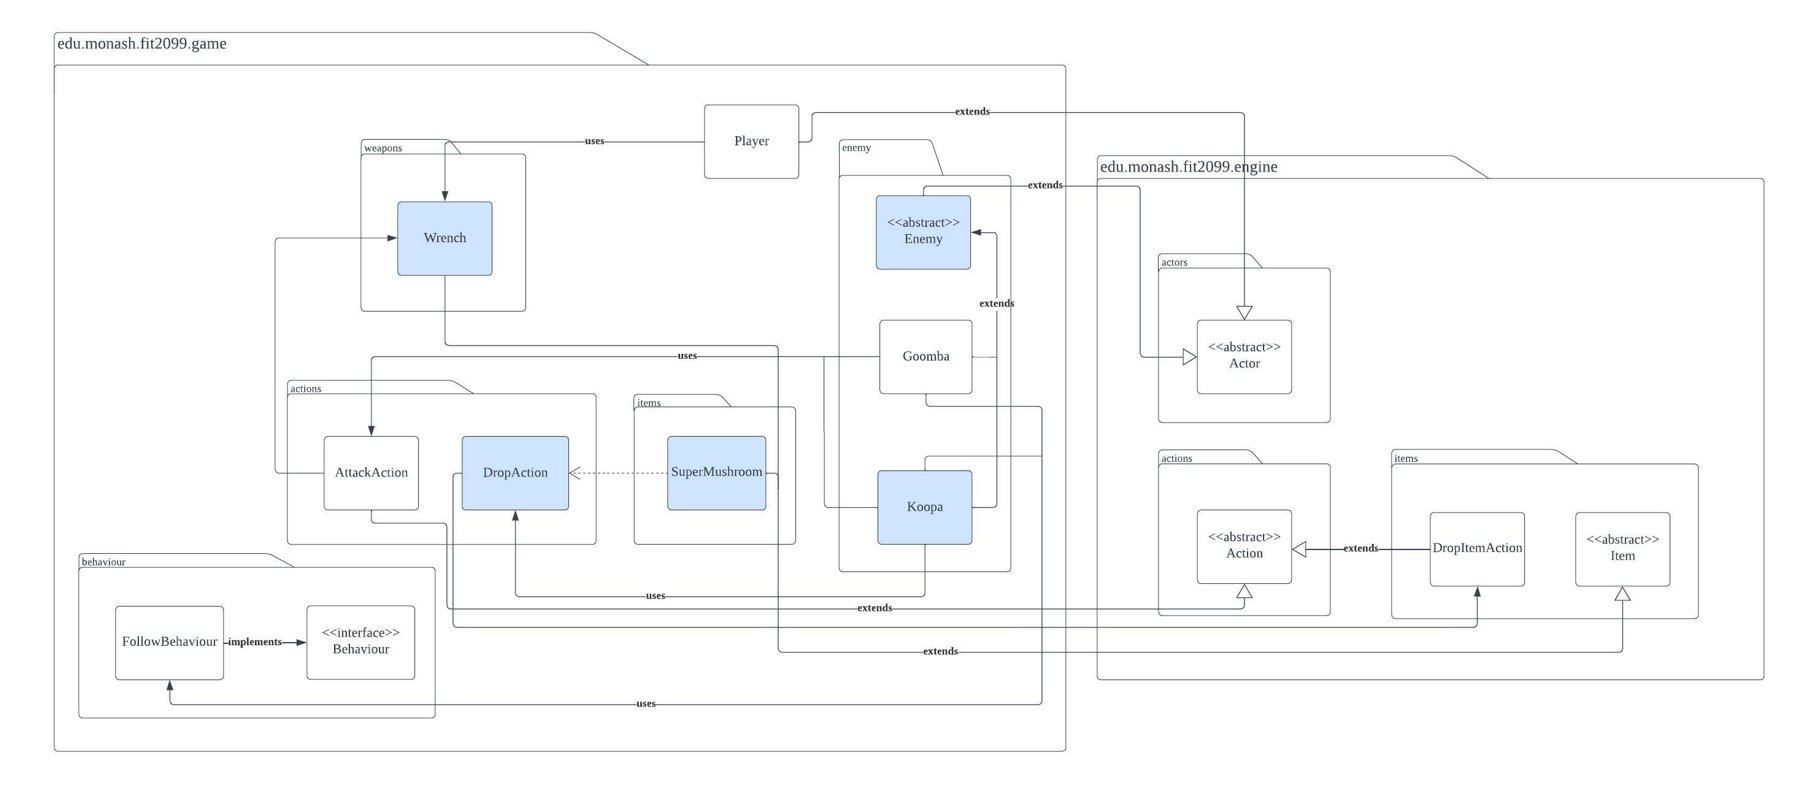 edu.monash.fit2099.game
extends
Player
uses
weapons
enemy
edu.monash.fit2099.engine
extends
<<abstract>>
Enemy
Wrench
actors
extends
<<abstract>>
Actor
uses
Goomba
actions
items
AttackAction
DropAction
SuperMushroom
Koopa
actions
items
<<abstract>>
Action
extends
DropItemAction
<<abstract>>
Item
behaviour
uses
extends
FollowBehaviour
implements
<<interface>>
Behaviour
extends
uses